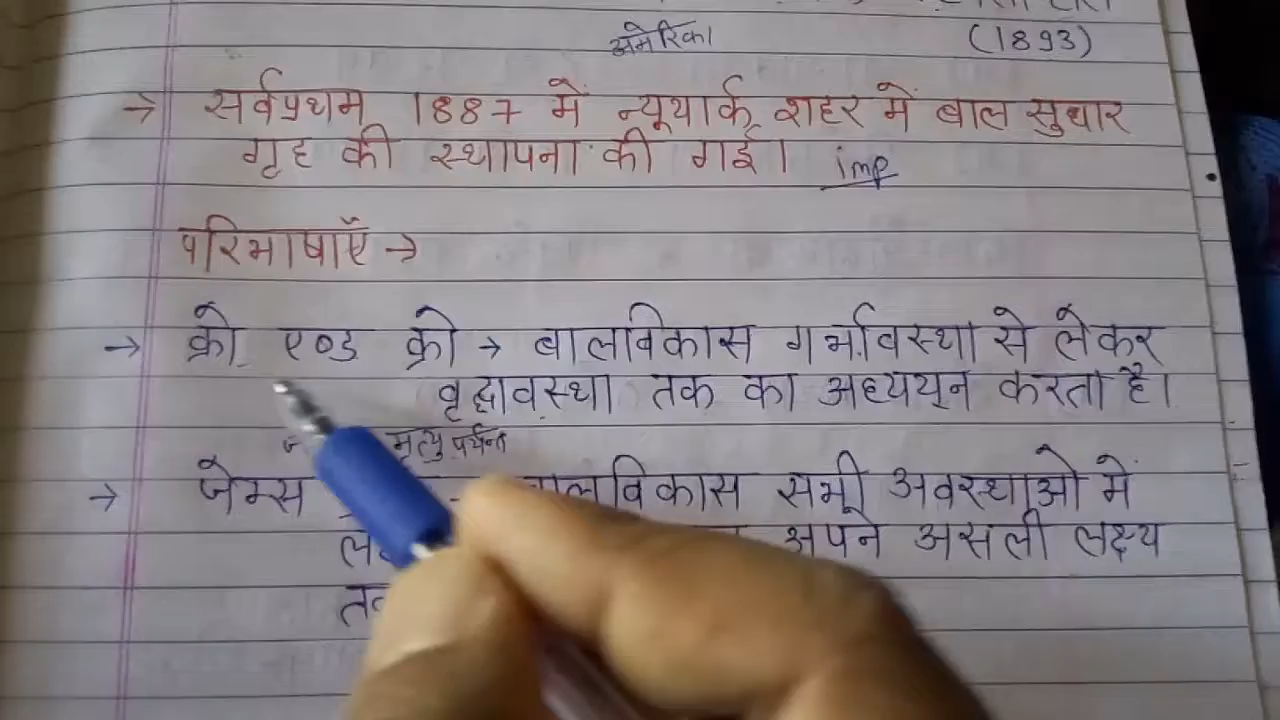 अमेरिका (1893)
→ सर्वप्रथम 1887 में न्यूयार्क शहर में बाल सुधार
गृह की स्थापना की गई। imp
परिभाषाएँ →
→ क्रो एण्ड क्रो → बालविकास गर्भावस्था से लेकर
वृद्धावस्था तक का अध्ययन करता है।
मृत्यु पर्यन्त
→ जेम्स बालविकास सभी अवस्थाओ में
अपने असली लक्ष्य